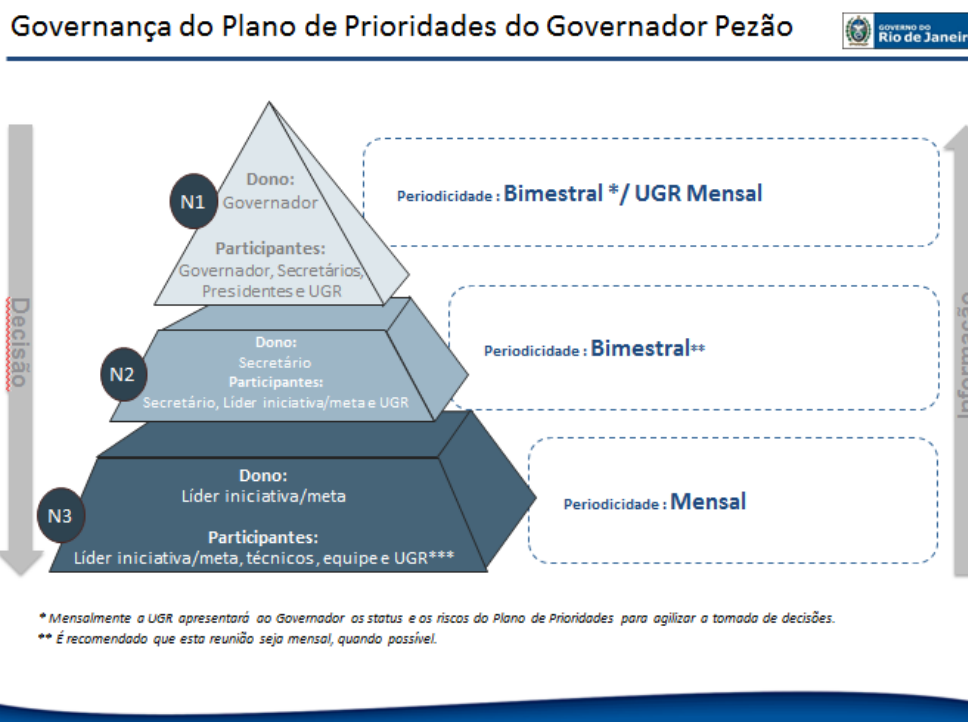 Governança do Plano de Prioridades do Governador Pezão
GOVERNO DO
Rio de Janeir
Decisão
Informação
N1
Dono:
Governador
Participantes:
Governador, Secretários,
Presidentes e UGR
Periodicidade : Bimestral */ UGR Mensal
N2
Dono:
Secretário
Participantes:
Secretário, Lider iniciativa/meta e UGR
Periodicidade : Bimestral**
N3
Dono:
Líder iniciativa/meta
Participantes:
Líder iniciativa/meta, técnicos, equipe e UGR***
Periodicidade : Mensal
* Mensalmente a UGR apresentará ao Governador os status e os riscos do Plano de Prioridades para agilizar a tomada de decisões.
** É recomendado que esta reunião seja mensal, quando possível.